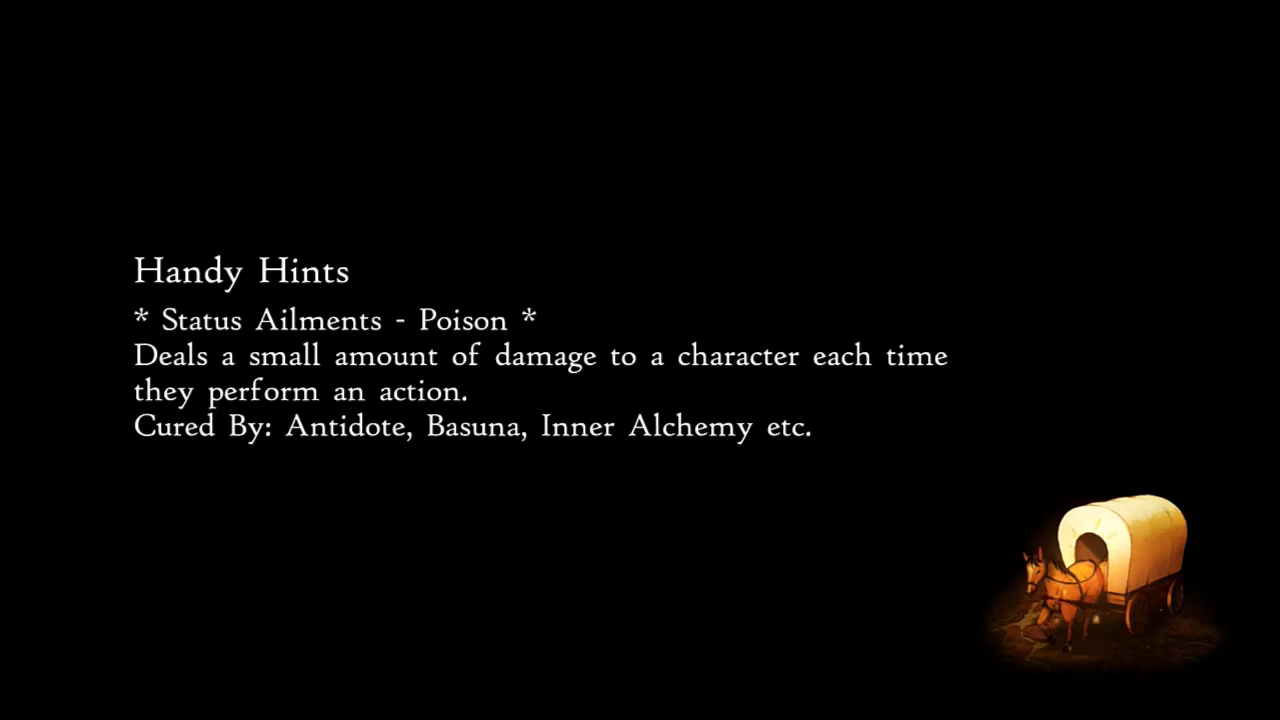 Handy Hints
* Status Ailments - Poison *
Deals a small amount of damage to a character each time
they perform an action.
Cured By: Antidote, Basuna, Inner Alchemy etc.